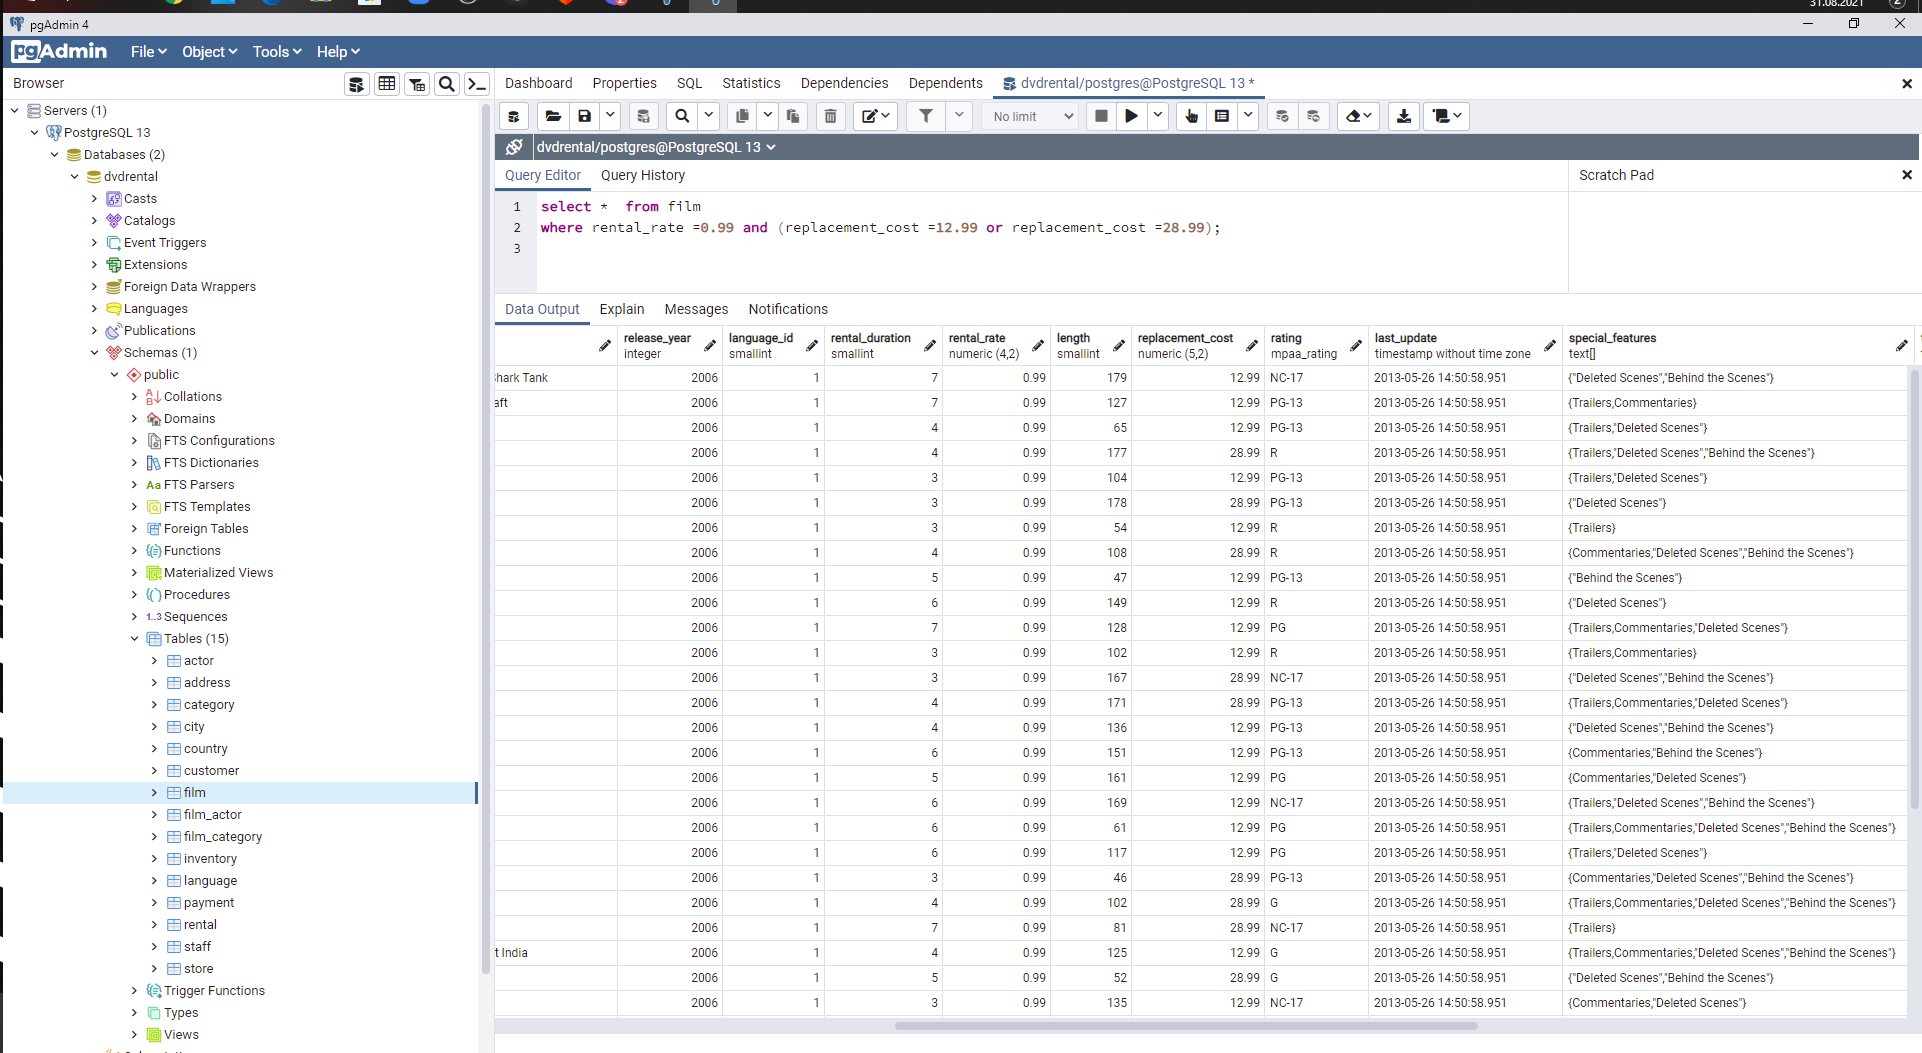 31.08.2021
2
pgAdmin 4
pgAdmin File Object Tools Help
Browser
Dashboard Properties SQL Statistics Dependencies Dependents dvdrental/postgres@PostgreSQL 13 *
No limit
dvdrental/postgres@PostgreSQL 13
Query Editor Query History
Scratch Pad
1 select * from film
2 where rental_rate =0.99 and (replacement_cost =12.99 or replacement_cost =28.99);
3
Servers (1)
PostgreSQL 13
Databases (2)
dvdrental
Casts
Catalogs
Event Triggers
Extensions
Foreign Data Wrappers
Languages
Publications
Schemas (1)
public
Collations
Domains
FTS Configurations
FTS Dictionaries
Aa FTS Parsers
FTS Templates
Foreign Tables
Functions
Materialized Views
Procedures
1..3 Sequences
Tables (15)
actor
address
category
city
country
customer
film
film_actor
film_category
inventory
language
payment
rental
staff
store
Trigger Functions
Types
Views
Data Output Explain Messages Notifications
release_year language_id rental_duration rental_rate length replacement_cost rating last_update special_features
integer smallint smallint numeric (4,2) smallint numeric (5,2) mpaa_rating timestamp without time zone text[]
Shark Tank 2006 1 7 0.99 179 12.99 NC-17 2013-05-26 14:50:58.951 {"Deleted Scenes","Behind the Scenes"}
aft 2006 1 7 0.99 127 12.99 PG-13 2013-05-26 14:50:58.951 {Trailers,Commentaries}
2006 1 4 0.99 65 12.99 PG-13 2013-05-26 14:50:58.951 {Trailers,"Deleted Scenes"}
2006 1 4 0.99 177 28.99 R 2013-05-26 14:50:58.951 {Trailers,"Deleted Scenes","Behind the Scenes"}
2006 1 3 0.99 104 12.99 PG-13 2013-05-26 14:50:58.951 {Trailers,"Deleted Scenes"}
2006 1 3 0.99 178 28.99 PG-13 2013-05-26 14:50:58.951 {"Deleted Scenes"}
2006 1 3 0.99 54 12.99 R 2013-05-26 14:50:58.951 {Trailers}
2006 1 4 0.99 108 28.99 R 2013-05-26 14:50:58.951 {Commentaries,"Deleted Scenes","Behind the Scenes"}
2006 1 5 0.99 47 12.99 PG-13 2013-05-26 14:50:58.951 {"Behind the Scenes"}
2006 1 6 0.99 149 12.99 R 2013-05-26 14:50:58.951 {"Deleted Scenes"}
2006 1 7 0.99 128 12.99 PG 2013-05-26 14:50:58.951 {Trailers,Commentaries,"Deleted Scenes"}
2006 1 3 0.99 102 12.99 R 2013-05-26 14:50:58.951 {Trailers,Commentaries}
2006 1 3 0.99 167 28.99 NC-17 2013-05-26 14:50:58.951 {"Deleted Scenes","Behind the Scenes"}
2006 1 4 0.99 171 28.99 PG-13 2013-05-26 14:50:58.951 {Trailers,Commentaries,"Deleted Scenes"}
2006 1 4 0.99 136 12.99 PG-13 2013-05-26 14:50:58.951 {"Deleted Scenes","Behind the Scenes"}
2006 1 6 0.99 151 12.99 PG-13 2013-05-26 14:50:58.951 {Commentaries,"Behind the Scenes"}
2006 1 5 0.99 161 12.99 PG 2013-05-26 14:50:58.951 {Commentaries,"Deleted Scenes"}
2006 1 6 0.99 169 12.99 NC-17 2013-05-26 14:50:58.951 {Trailers,"Deleted Scenes","Behind the Scenes"}
2006 1 6 0.99 61 12.99 PG 2013-05-26 14:50:58.951 {Trailers,Commentaries,"Deleted Scenes","Behind the Scenes"}
2006 1 6 0.99 117 12.99 PG 2013-05-26 14:50:58.951 {Trailers,"Deleted Scenes"}
2006 1 3 0.99 46 28.99 PG-13 2013-05-26 14:50:58.951 {Commentaries,"Deleted Scenes","Behind the Scenes"}
2006 1 4 0.99 102 28.99 G 2013-05-26 14:50:58.951 {Trailers,Commentaries,"Deleted Scenes","Behind the Scenes"}
2006 1 7 0.99 81 28.99 NC-17 2013-05-26 14:50:58.951 {Trailers}
t India 2006 1 4 0.99 125 12.99 G 2013-05-26 14:50:58.951 {Trailers,Commentaries,"Deleted Scenes","Behind the Scenes"}
2006 1 5 0.99 52 28.99 G 2013-05-26 14:50:58.951 {"Deleted Scenes","Behind the Scenes"}
2006 1 3 0.99 135 12.99 NC-17 2013-05-26 14:50:58.951 {Commentaries,"Deleted Scenes"}